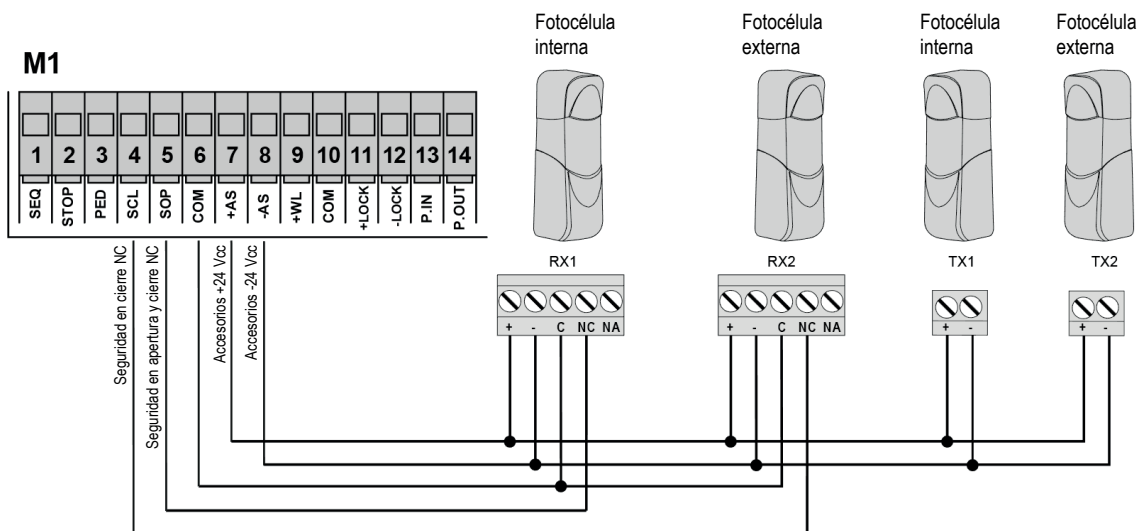 Fotocélula
interna
Fotocélula
externa
Fotocélula
interna
Fotocélula
externa
M1
1 2 3 4 5 6 7 8 9 10 11 12 13 14
SEQ
STOP
PED
SCL
SOP
COM
+AS
-AS
+WL
COM
+LOCK
-LOCK
P.IN
P.OUT
Seguridad en cierre NC
Seguridad en apertura y cierre NC
Accesorios +24 Vcc
Accesorios -24 Vcc
RX1
+ - C NC NA
RX2
+ - C NC NA
TX1
+ -
TX2
+ -